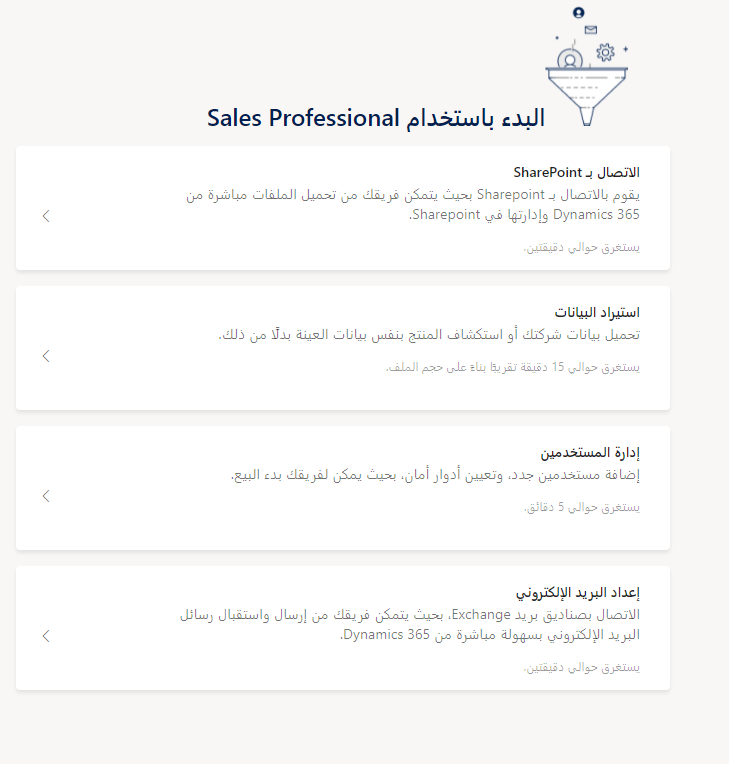 البدء باستخدام Sales Professional
الاتصال بـ SharePoint
يقوم بالاتصال بـ Sharepoint بحيث يتمكن فريقك من تحميل الملفات مباشرة من
Dynamics 365 وإدارتها في Sharepoint.
يستغرق حوالي دقيقتين.
استيراد البيانات
تحميل بيانات شركتك أو استكشاف المنتج بنفس بيانات العينة بدلًا من ذلك.
يستغرق حوالي 15 دقيقة تقريبًا بناءً على حجم الملف.
إدارة المستخدمين
إضافة مستخدمين جدد، وتعيين أدوار أمان، بحيث يمكن لفريقك بدء البيع.
يستغرق حوالي 5 دقائق.
إعداد البريد الإلكتروني
الاتصال بصناديق بريد Exchange، بحيث يتمكن فريقك من إرسال واستقبال رسائل
البريد الإلكتروني بسهولة مباشرة من Dynamics 365.
يستغرق حوالي دقيقتين.